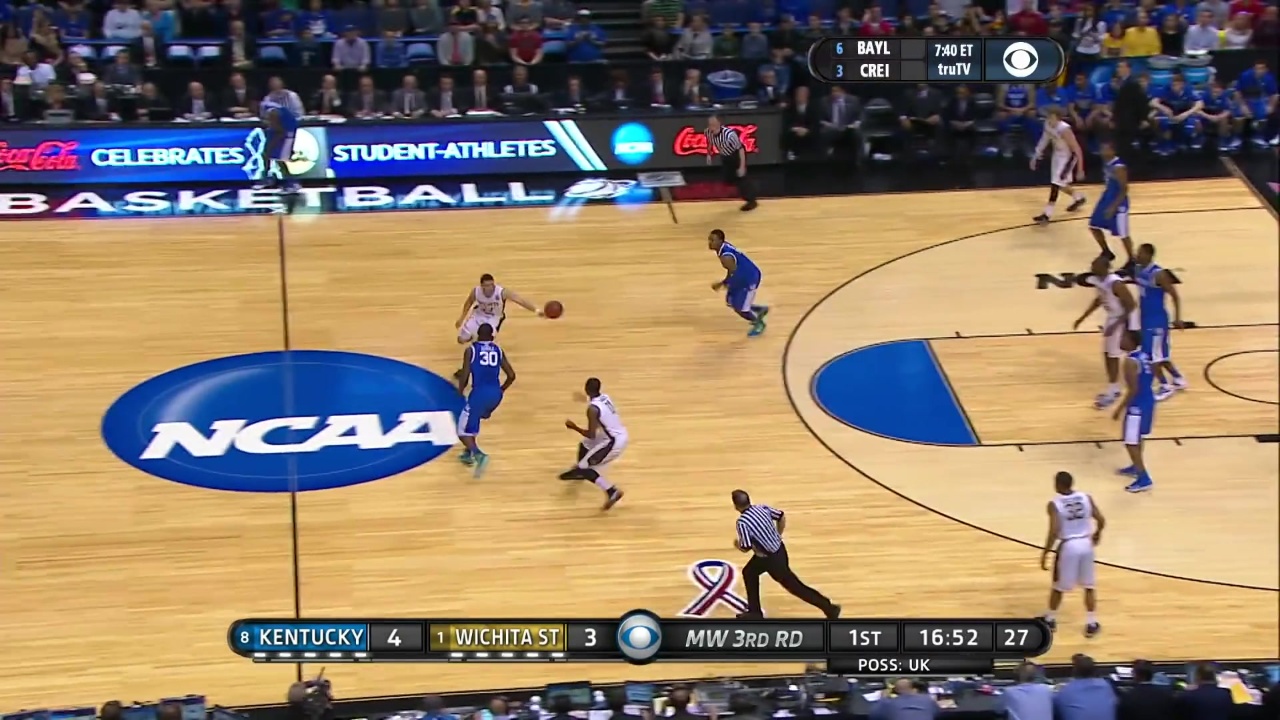 6 BAYL
3 CREI
7:40 ET
truTV
Coca-Cola CELEBRATES STUDENT-ATHLETES NCAA Coca-Cola
BASKETBALL
NCAA
30
32
8 KENTUCKY 4 1 WICHITA ST 3 MW 3RD RD 1ST 16:52 27
POSS: UK